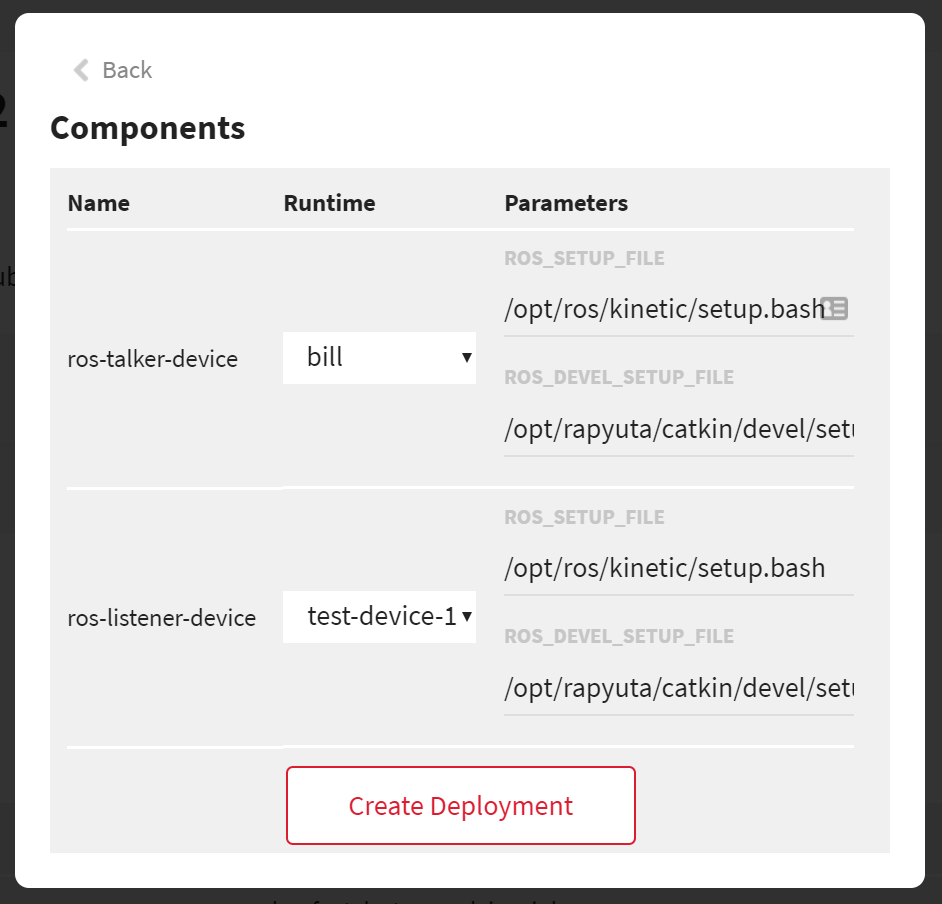 Back
Components
Name Runtime Parameters
ROS_SETUP_FILE
/opt/ros/kinetic/setup.bash
ros-talker-device bill
ROS_DEVEL_SETUP_FILE
/opt/rapyuta/catkin/devel/setu
ROS_SETUP_FILE
/opt/ros/kinetic/setup.bash
ros-listener-device test-device-1
ROS_DEVEL_SETUP_FILE
/opt/rapyuta/catkin/devel/setu
Create Deployment